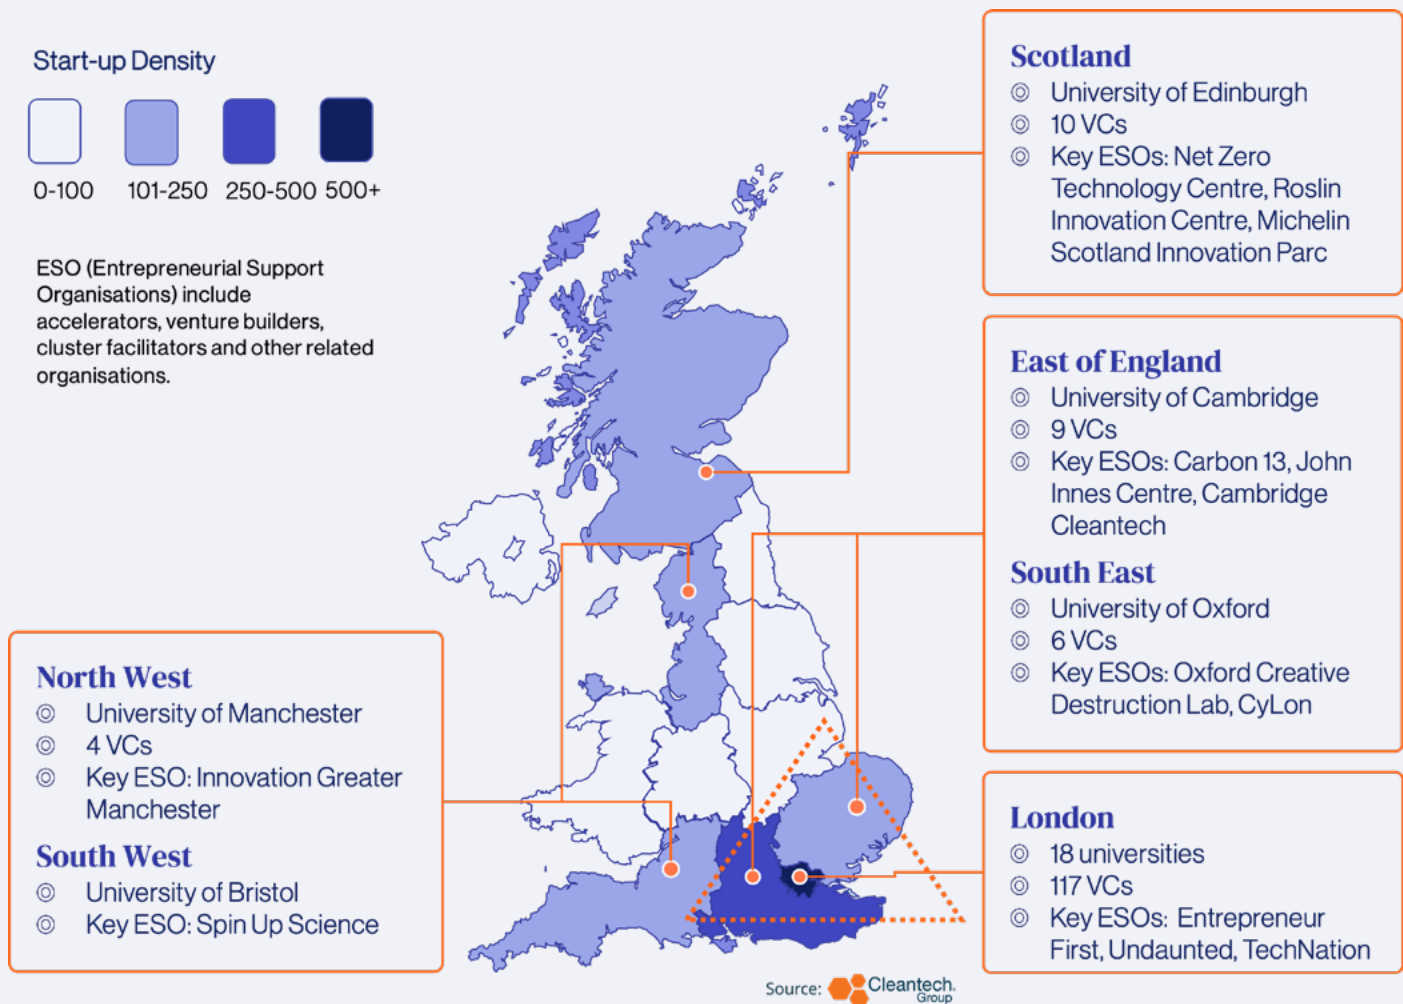 Start-up Density
0-100
101-250
250-500
500+
ESO (Entrepreneurial Support
Organisations) include
accelerators, venture builders,
cluster facilitators and other related
organisations.
Scotland
University of Edinburgh
10 VCs
Key ESOs: Net Zero
Technology Centre, Roslin
Innovation Centre, Michelin
Scotland Innovation Parc
East of England
University of Cambridge
9 VCs
Key ESOs: Carbon 13, John
Innes Centre, Cambridge
Cleantech
South East
University of Oxford
6 VCs
Key ESOs: Oxford Creative
Destruction Lab, CyLon
North West
University of Manchester
4 VCs
Key ESO: Innovation Greater
Manchester
South West
University of Bristol
Key ESO: Spin Up Science
London
18 universities
117 VCs
Key ESOs: Entrepreneur
First, Undaunted, TechNation
Source: Cleantech.
Group